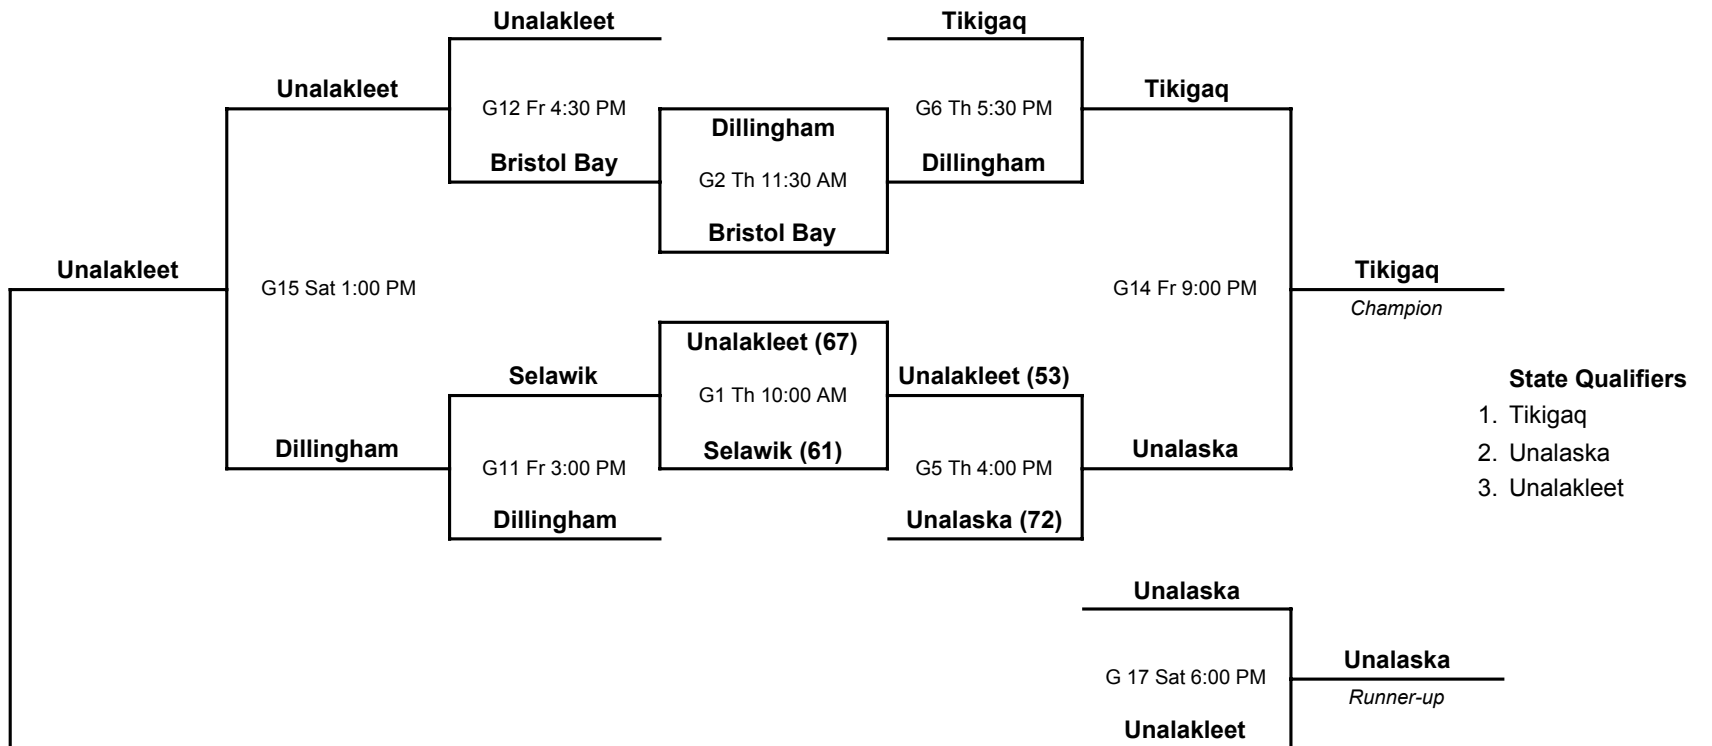 Unalakleet
Tikigaq
Unalakleet
G12 Fr 4:30 PM
Dillingham
G6 Th 5:30 PM
Tikigaq
Bristol Bay
G2 Th 11:30 AM
Dillingham
Bristol Bay
Unalakleet
G15 Sat 1:00 PM
G14 Fr 9:00 PM
Tikigaq
Champion
Unalakleet (67)
Selawik
G1 Th 10:00 AM
Unalakleet (53)
State Qualifiers
1. Tikigaq
Dillingham
G11 Fr 3:00 PM
Selawik (61)
G5 Th 4:00 PM
Unalaska
2. Unalaska
3. Unalakleet
Dillingham
Unalaska (72)
Unalaska
G 17 Sat 6:00 PM
Unalaska
Runner-up
Unalakleet